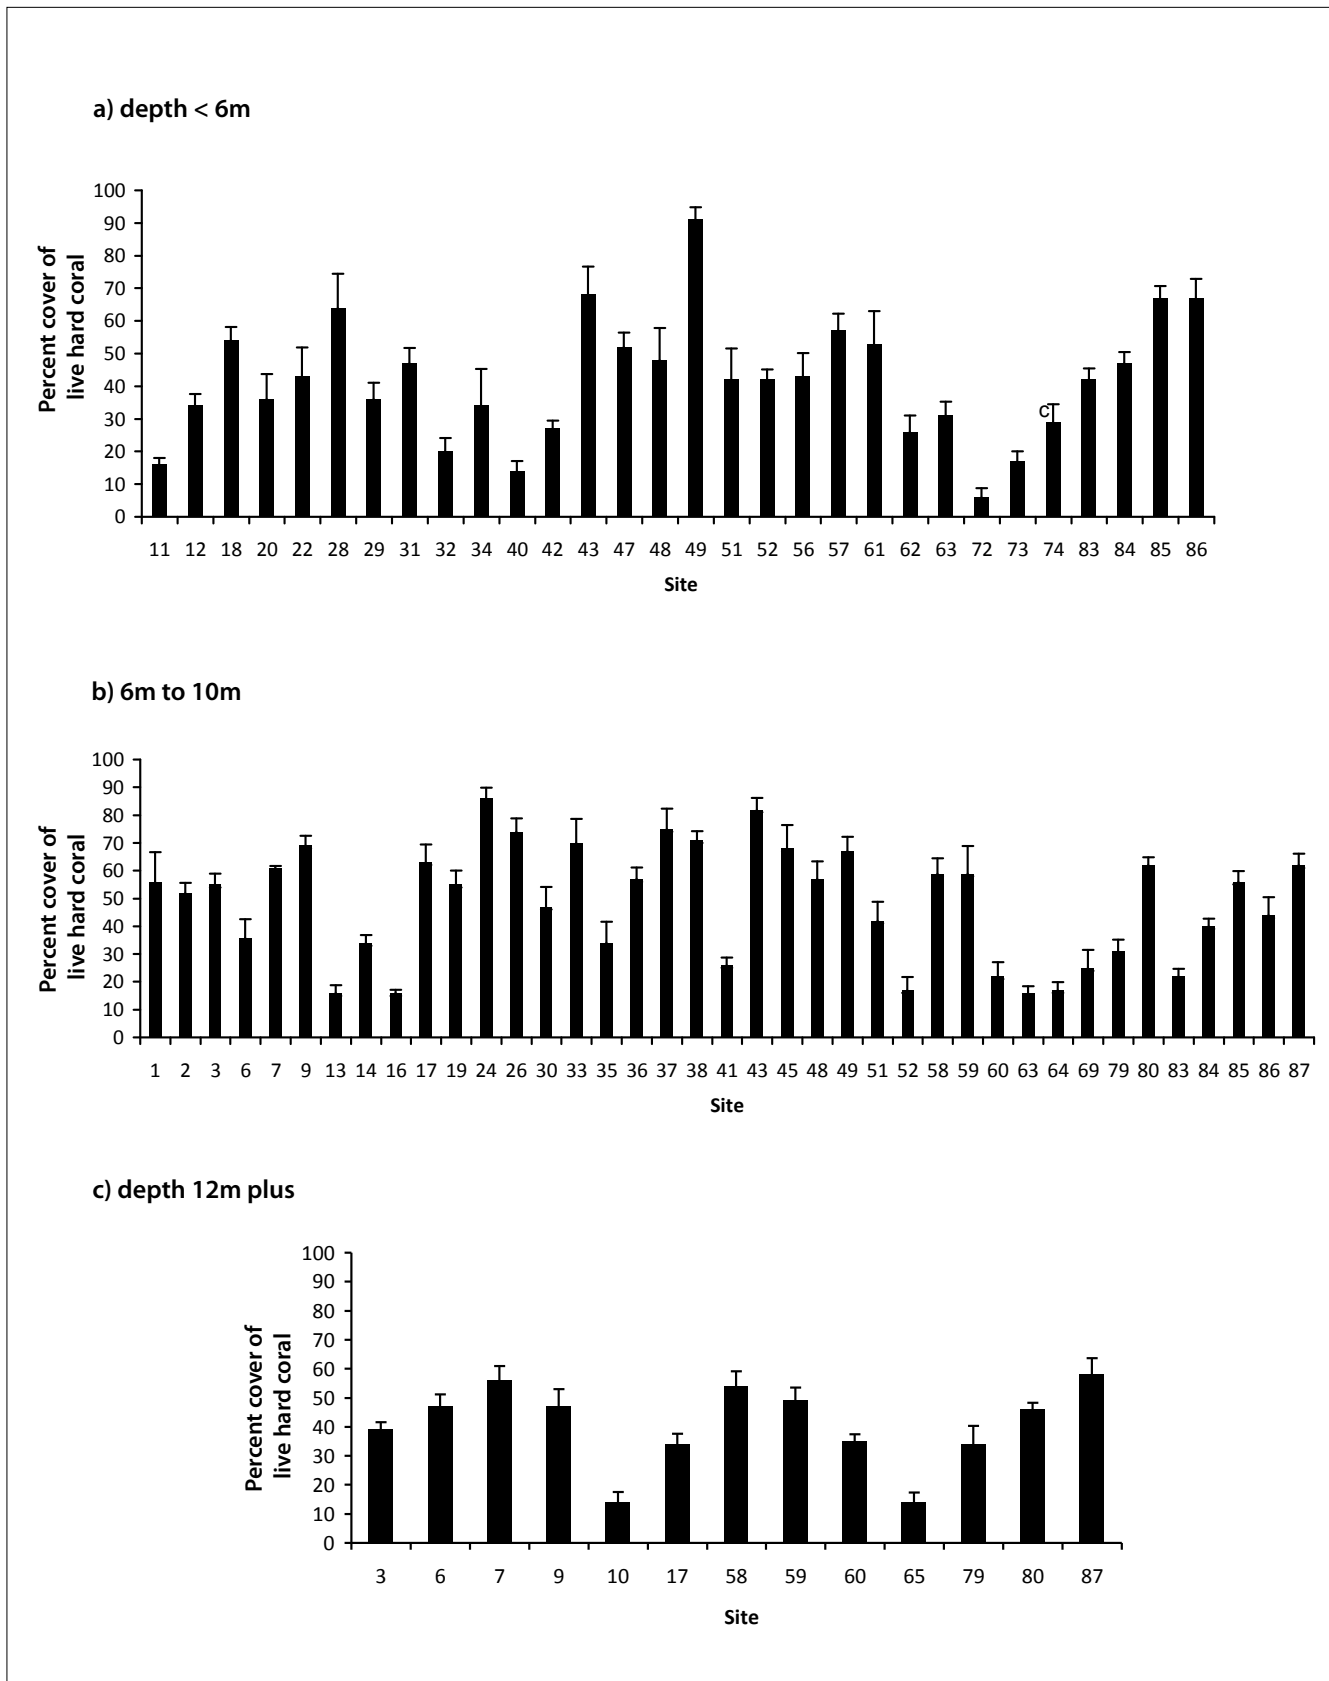 a) depth < 6m
100
90
80
70
60
50
40
30
20
10
0
Percent cover of
live hard coral
c
11 12 18 20 22 28 29 31 32 34 40 42 43 47 48 49 51 52 56 57 61 62 63 72 73 74 83 84 85 86
Site
b) 6m to 10m
100
90
80
70
60
50
40
30
20
10
0
Percent cover of
live hard coral
1 2 3 6 7 9 13 14 16 17 19 24 26 30 33 35 36 37 38 41 43 45 48 49 51 52 58 59 60 63 64 69 79 80 83 84 85 86 87
Site
c) depth 12m plus
100
90
80
70
60
50
40
30
20
10
0
Percent cover of
live hard coral
3 6 7 9 10 17 58 59 60 65 79 80 87
Site